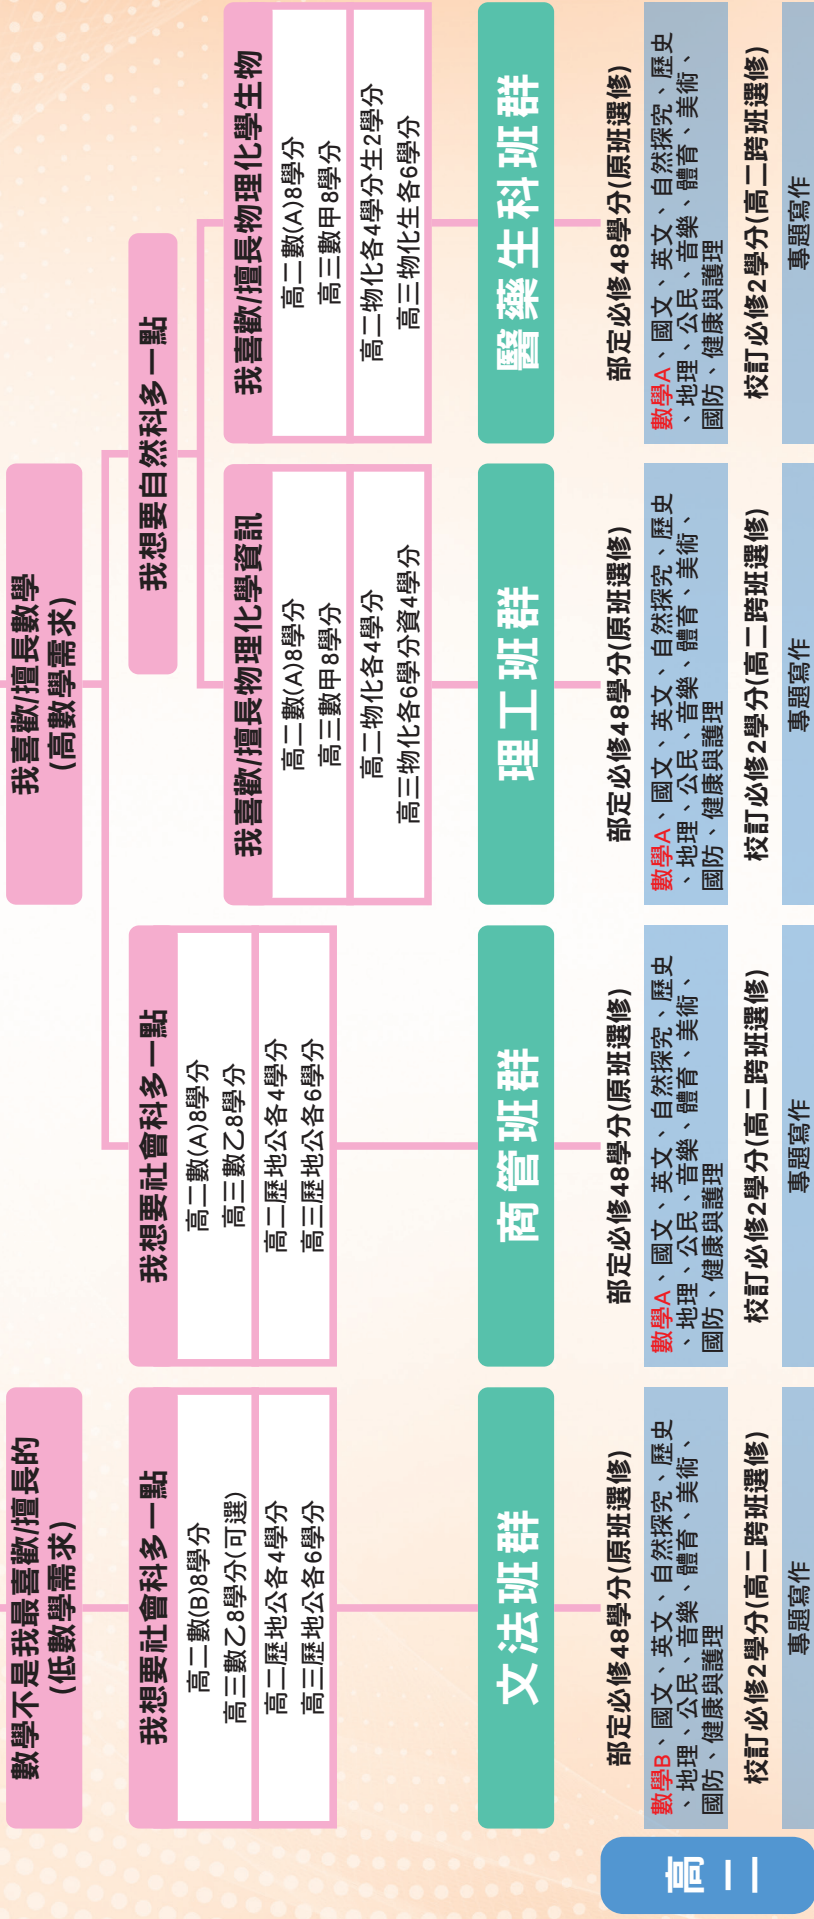 數學不是我最喜歡/擅長的
(低數學需求)
我喜歡/擅長數學
(高數學需求)
我想要社會科多一點
高二數(B)8學分
高三數乙8學分(可選)
高二歷地公各4學分
高三歷地公各6學分
我想要社會科多一點
高二數(A)8學分
高三數乙8學分
高二歷地公各4學分
高三歷地公各6學分
我想要自然科多一點
我喜歡/擅長物理化學資訊
高二數(A)8學分
高三數甲8學分
高二物化各4學分
高三物化各6學分資4學分
我喜歡/擅長物理化學生物
高二數(A)8學分
高三數甲8學分
高二物化各4學分生2學分
高三物化生各6學分
文法班群
商管班群
理工班群
醫藥生科班群
高二
部定必修48學分(原班選修)
數學B、國文、英文、自然探究、歷史
、地理、公民、音樂、體育、美術、
國防、健康與護理
校訂必修2學分(高二跨班選修)
專題寫作
部定必修48學分(原班選修)
數學A、國文、英文、自然探究、歷史
、地理、公民、音樂、體育、美術、
國防、健康與護理
校訂必修2學分(高二跨班選修)
專題寫作
部定必修48學分(原班選修)
數學A、國文、英文、自然探究、歷史
、地理、公民、音樂、體育、美術、
國防、健康與護理
校訂必修2學分(高二跨班選修)
專題寫作
部定必修48學分(原班選修)
數學A、國文、英文、自然探究、歷史
、地理、公民、音樂、體育、美術、
國防、健康與護理
校訂必修2學分(高二跨班選修)
專題寫作